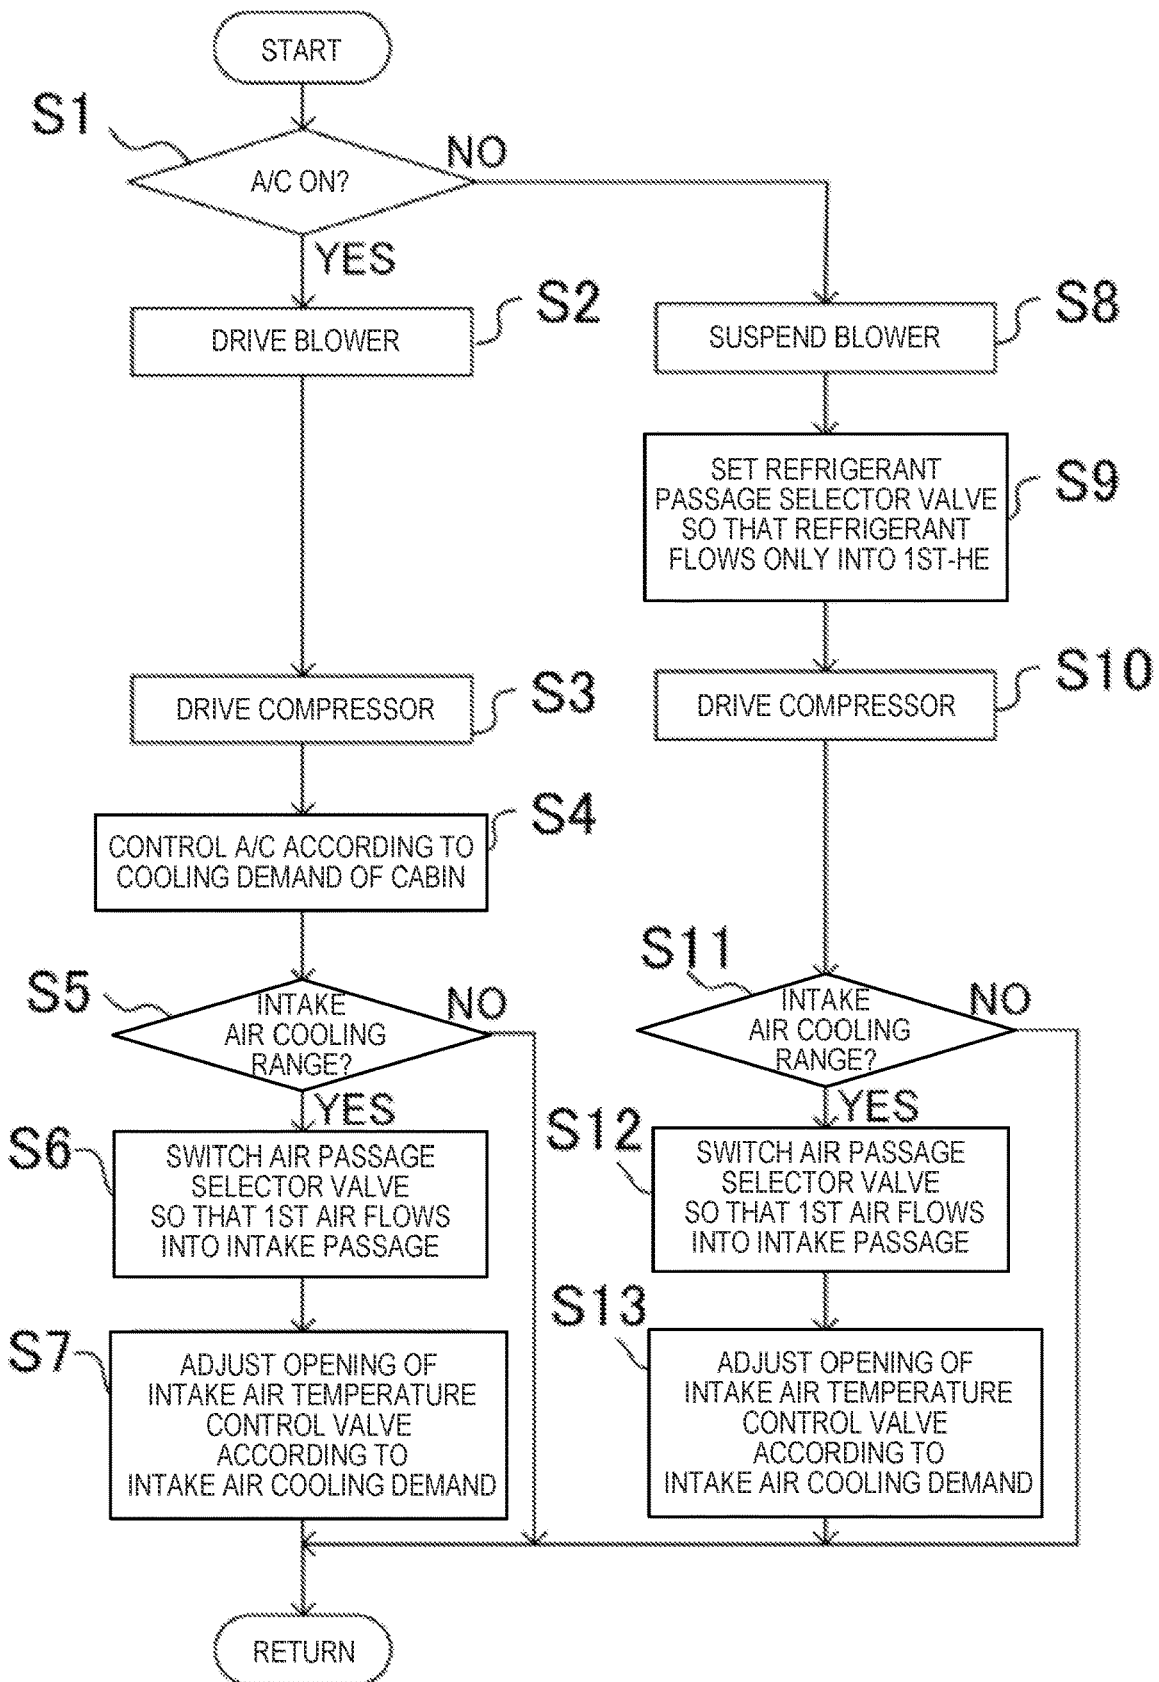 START
S1
A/C ON?
NO
YES
S2
DRIVE BLOWER
S8
SUSPEND BLOWER
S9
SET REFRIGERANT
PASSAGE SELECTOR VALVE
SO THAT REFRIGERANT
FLOWS ONLY INTO 1ST-HE
S3
DRIVE COMPRESSOR
S10
DRIVE COMPRESSOR
S4
CONTROL A/C ACCORDING TO
COOLING DEMAND OF CABIN
S5
INTAKE
AIR COOLING
RANGE?
NO
YES
S11
INTAKE
AIR COOLING
RANGE?
NO
YES
S6
SWITCH AIR PASSAGE
SELECTOR VALVE
SO THAT 1ST AIR FLOWS
INTO INTAKE PASSAGE
S12
SWITCH AIR PASSAGE
SELECTOR VALVE
SO THAT 1ST AIR FLOWS
INTO INTAKE PASSAGE
S7
ADJUST OPENING OF
INTAKE AIR TEMPERATURE
CONTROL VALVE
ACCORDING TO
INTAKE AIR COOLING DEMAND
S13
ADJUST OPENING OF
INTAKE AIR TEMPERATURE
CONTROL VALVE
ACCORDING TO
INTAKE AIR COOLING DEMAND
RETURN